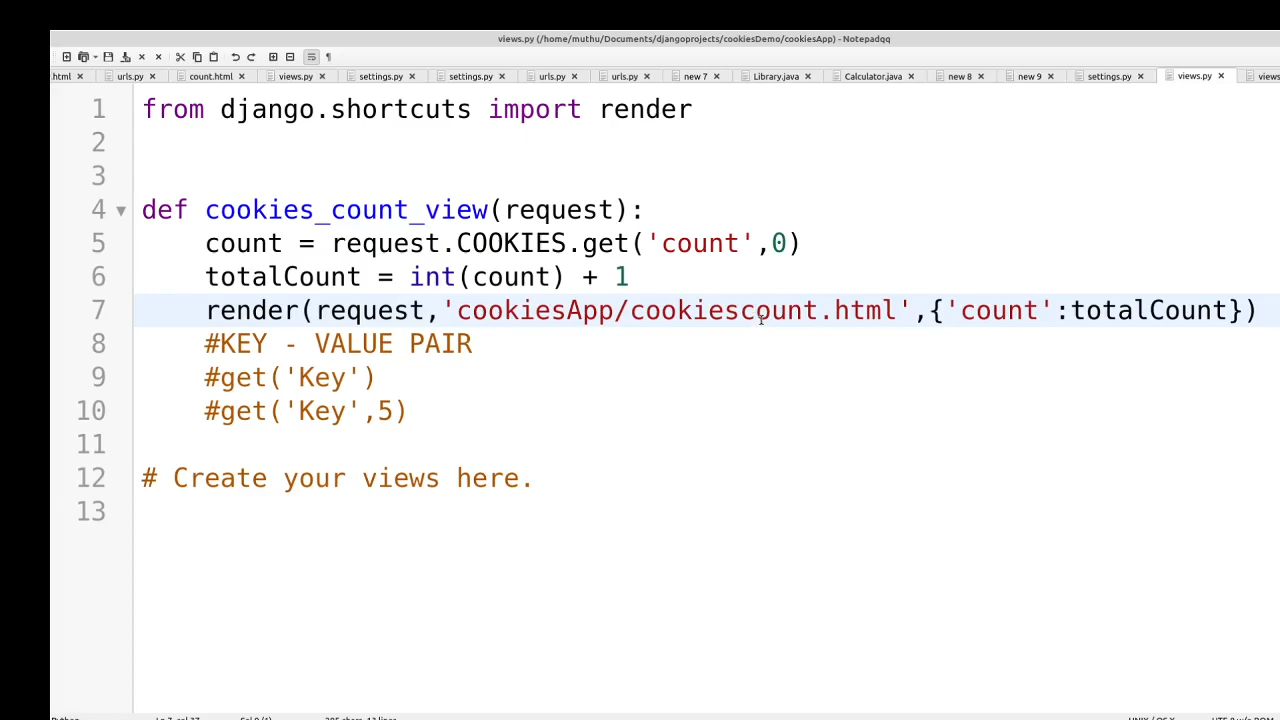 views.py (/home/muthu/Documents/djangoprojects/cookiesDemo/cookiesApp) - Notepadqq
html urls.py count.html views.py settings.py settings.py urls.py urls.py new 7 Library.java Calculator.java new 8 new 9 settings.py views.py views
1 from django.shortcuts import render
2
3
4 def cookies_count_view(request):
5 count = request.COOKIES.get('count',0)
6 totalCount = int(count) + 1
7 render(request,'cookiesApp/cookiescount.html',{'count':totalCount})
8 #KEY - VALUE PAIR
9 #get('Key')
10 #get('Key',5)
11
12 # Create your views here.
13